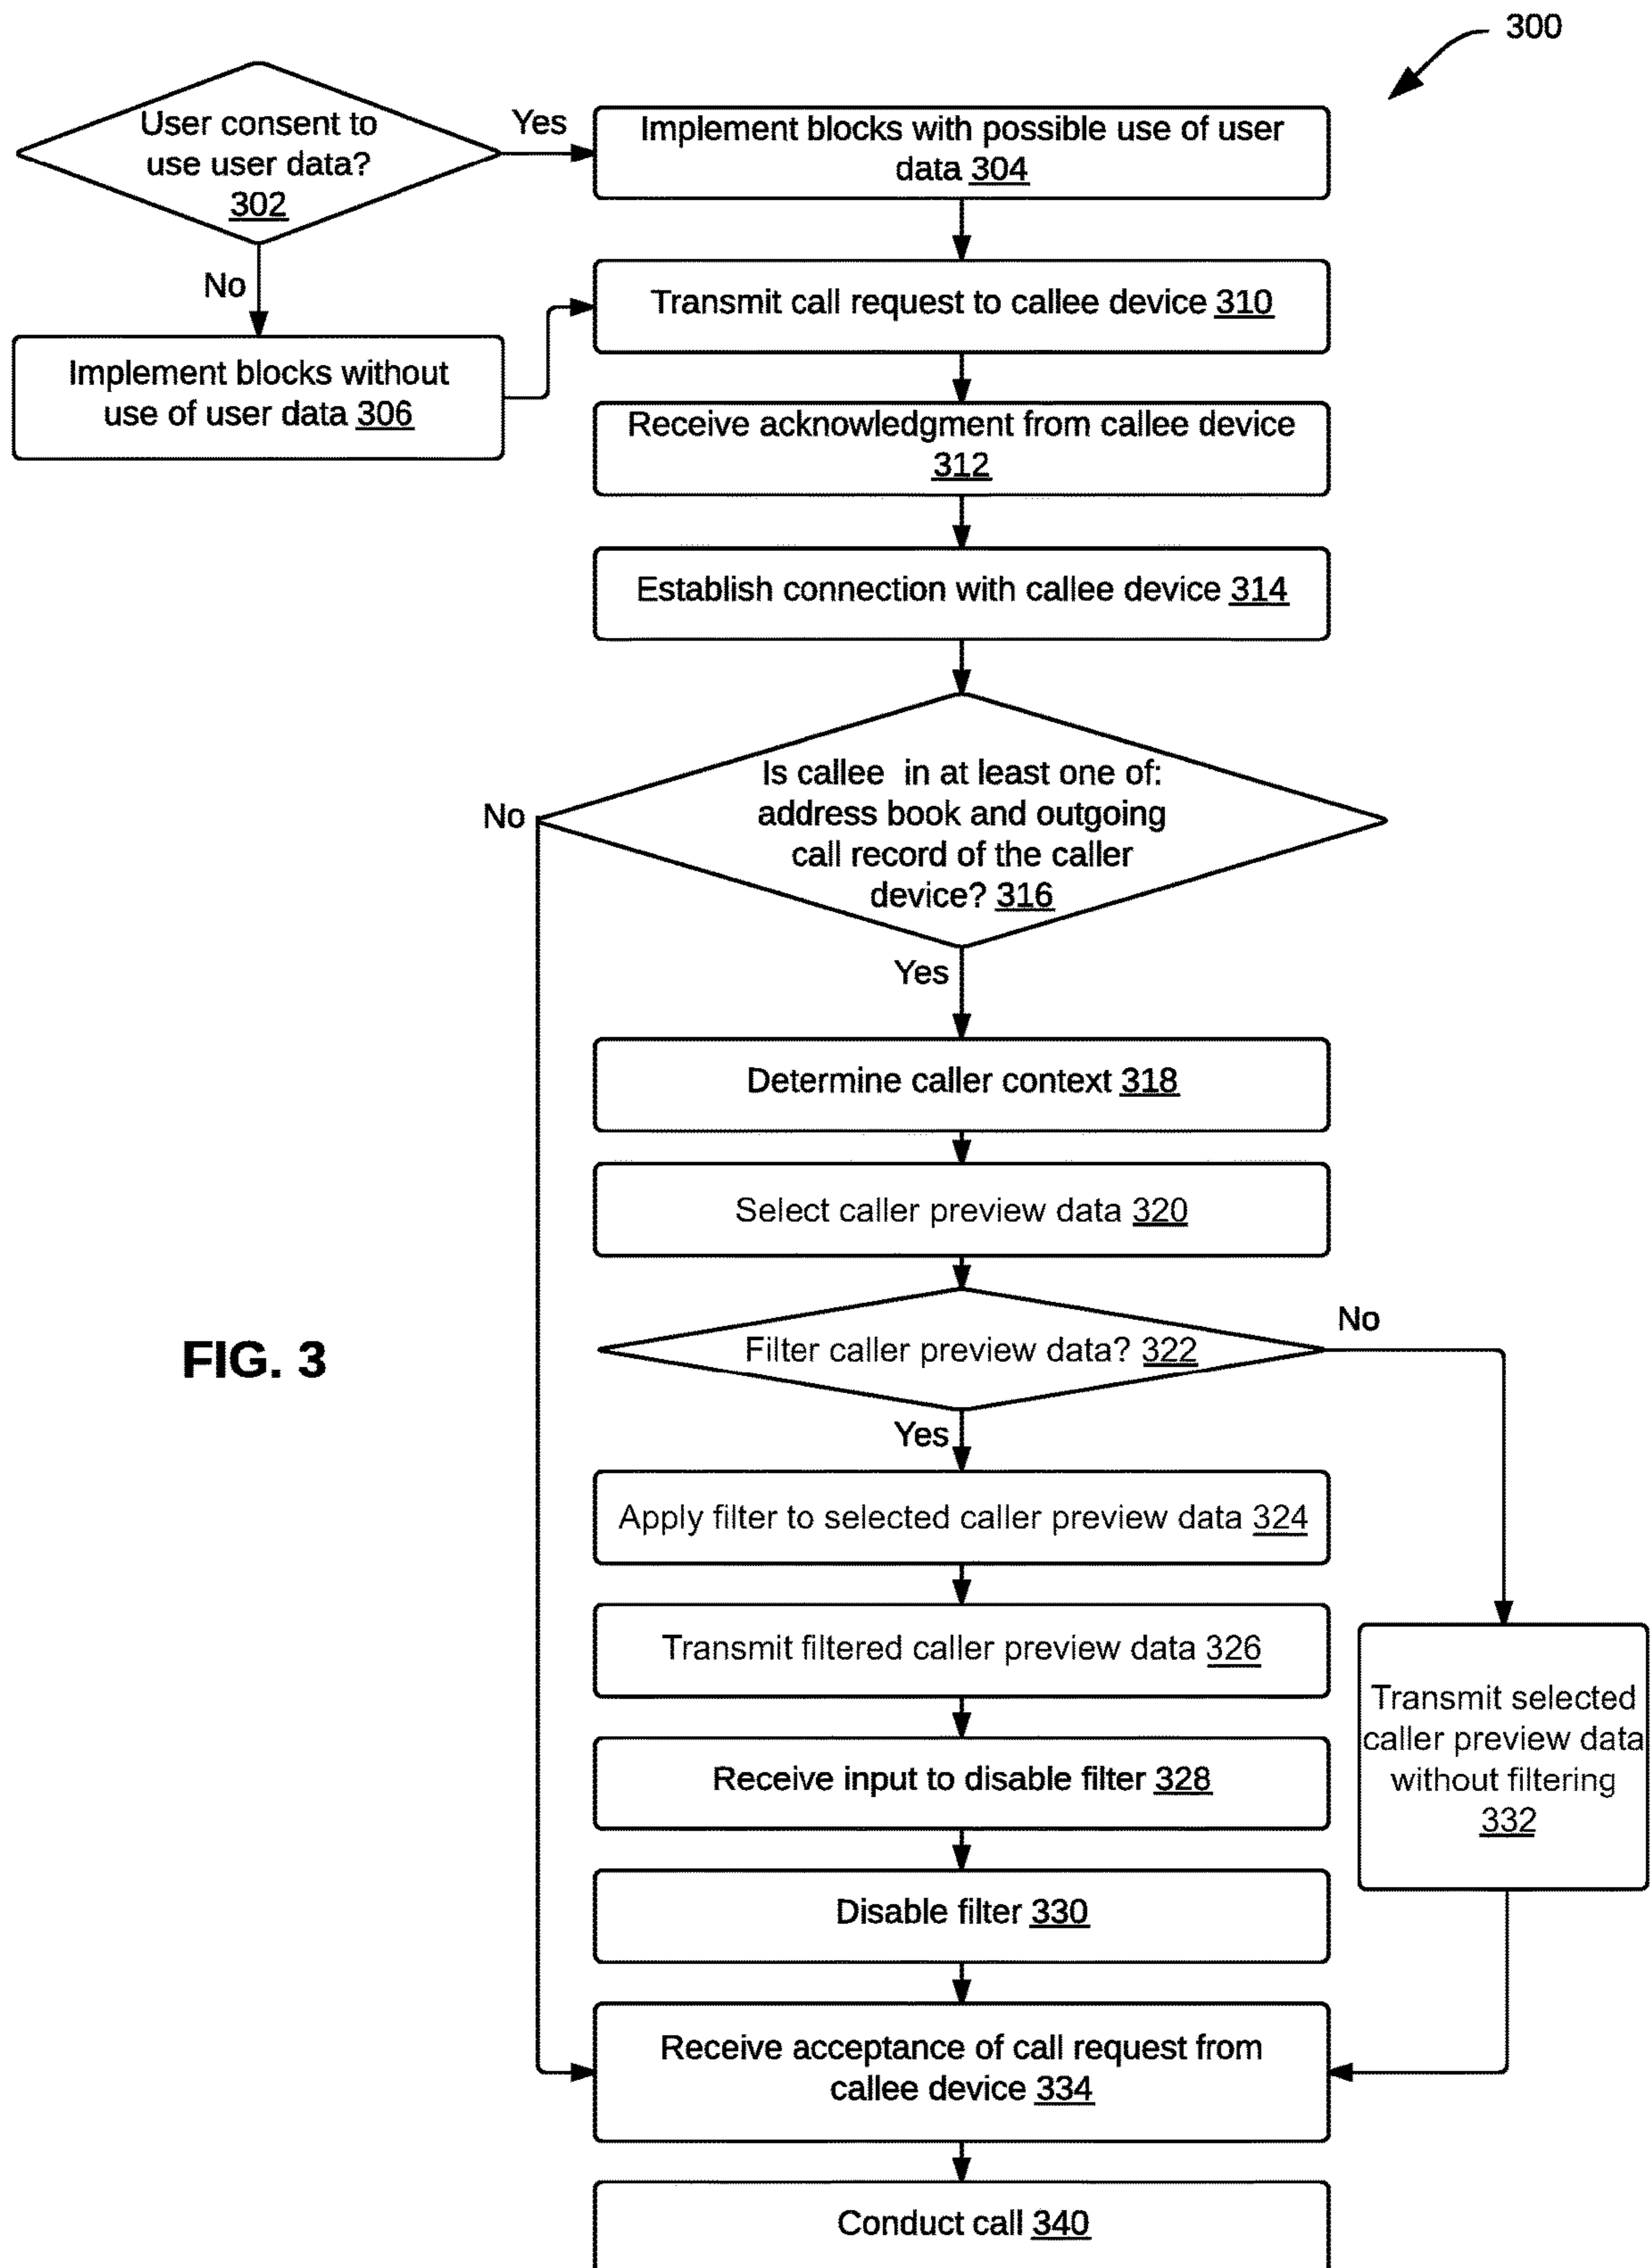 300
User consent to
use user data?
302
Yes
Implement blocks with possible use of user
data 304
No
Implement blocks without
use of user data 306
Transmit call request to callee device 310
Receive acknowledgment from callee device
312
Establish connection with callee device 314
Is callee in at least one of:
address book and outgoing
call record of the caller
device? 316
No
Yes
Determine caller context 318
Select caller preview data 320
Filter caller preview data? 322
No
Yes
FIG. 3
Apply filter to selected caller preview data 324
Transmit filtered caller preview data 326
Transmit selected
caller preview data
without filtering
332
Receive input to disable filter 328
Disable filter 330
Receive acceptance of call request from
callee device 334
Conduct call 340